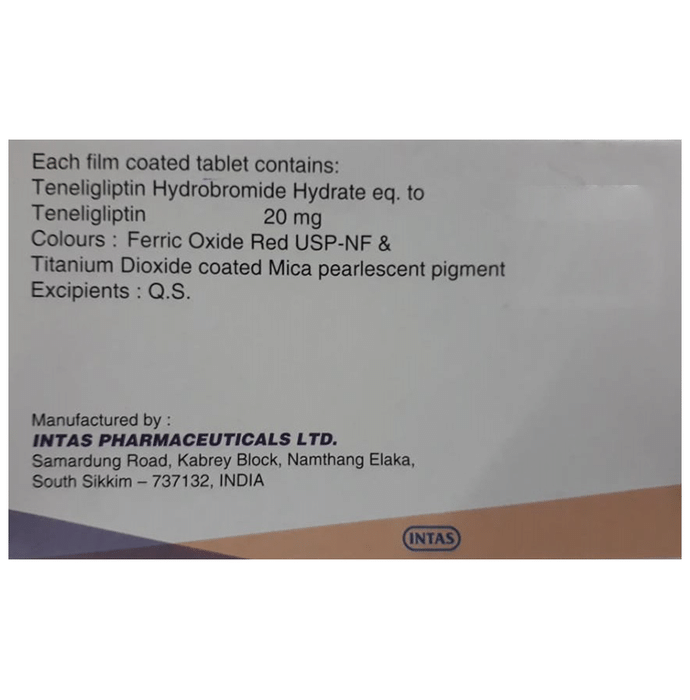 Each film coated tablet contains:
Teneligliptin Hydrobromide Hydrate eq. to
Teneligliptin 20 mg
Colours : Ferric Oxide Red USP-NF &
Titanium Dioxide coated Mica pearlescent pigment
Excipients : Q.S.
Manufactured by :
INTAS PHARMACEUTICALS LTD.
Samardung Road, Kabrey Block, Namthang Elaka,
South Sikkim – 737132, INDIA
INTAS